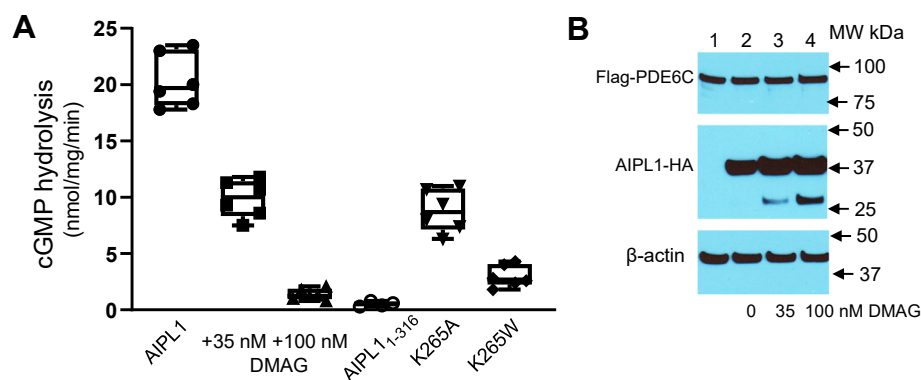 A
cGMP hydrolysis
(nmol/mg/min)
25
20
15
10
5
0
AIPL1
+35 nM +100 nM
DMAG
AIPL1₁₋₃₁₆
K265A
K265W
B
1 2 3 4 MW kDa
Flag-PDE6C
100
75
AIPL1-HA
50
37
25
β-actin
50
37
0 35 100 nM DMAG